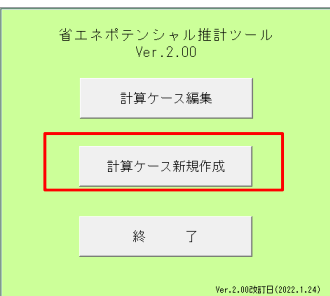 省エネポテンシャル推計ツール
Ver.2.00
計算ケース編集
計算ケース新規作成
終　了
Ver.2.00改訂日(2022.1.24)